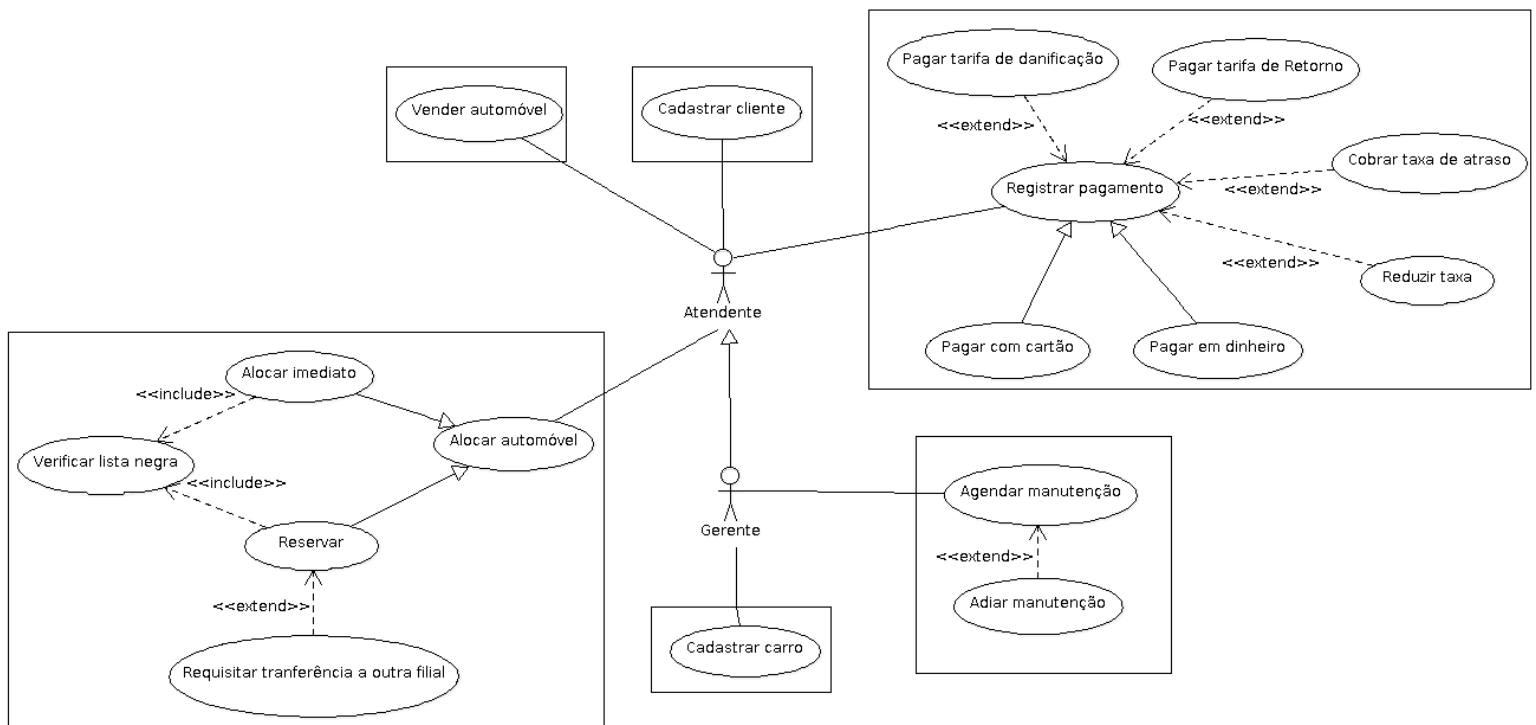 Pagar tarifa de danificação
Pagar tarifa de Retorno
Vender automóvel
Cadastrar cliente
<<extend>>
<<extend>>
Cobrar taxa de atraso
Registrar pagamento
<<extend>>
<<extend>>
Reduzir taxa
Atendente
Pagar com cartão
Pagar em dinheiro
Alocar imediato
<<include>>
Alocar automóvel
Verificar lista negra
<<include>>
Reservar
Agendar manutenção
Gerente
<<extend>>
<<extend>>
Adiar manutenção
Cadastrar carro
Requisitar tranferência a outra filial